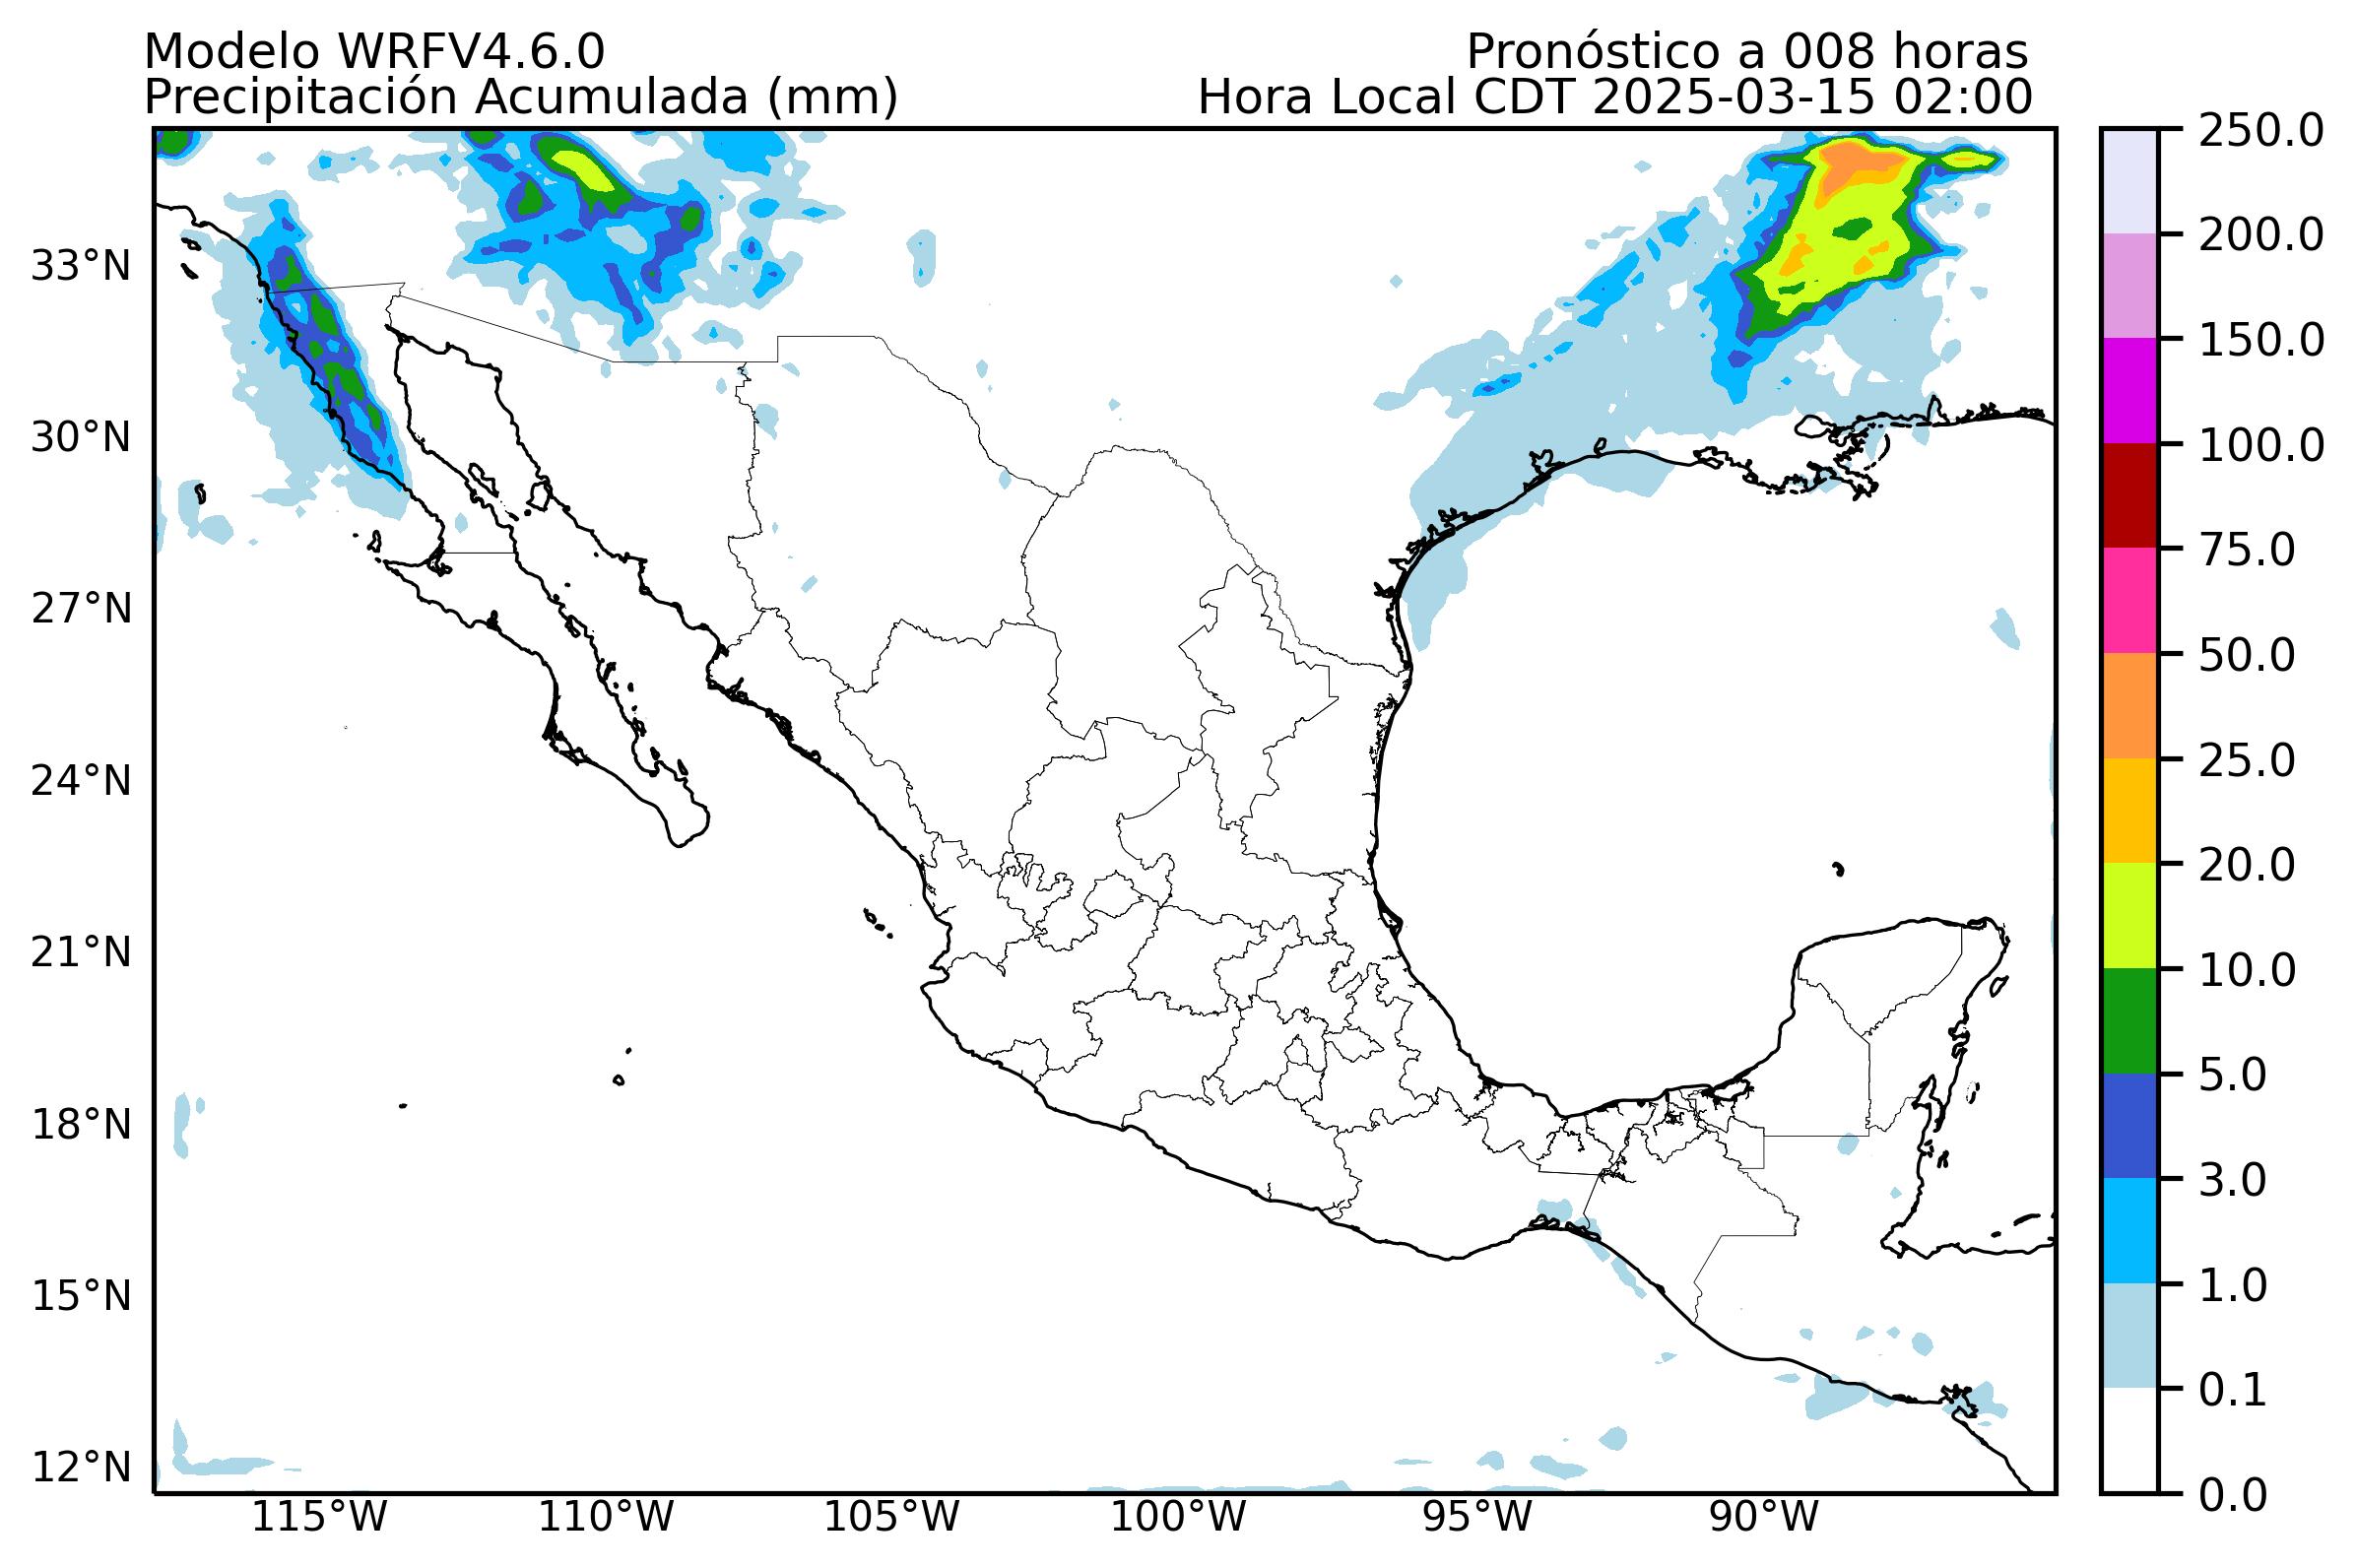 Modelo WRFV4.6.0
Pronóstico a 008 horas
Precipitación Acumulada (mm)
Hora Local CDT 2025-03-15 02:00
33°N
30°N
27°N
24°N
21°N
18°N
15°N
12°N
115°W
110°W
105°W
100°W
95°W
90°W
250.0
200.0
150.0
100.0
75.0
50.0
25.0
20.0
10.0
5.0
3.0
1.0
0.1
0.0